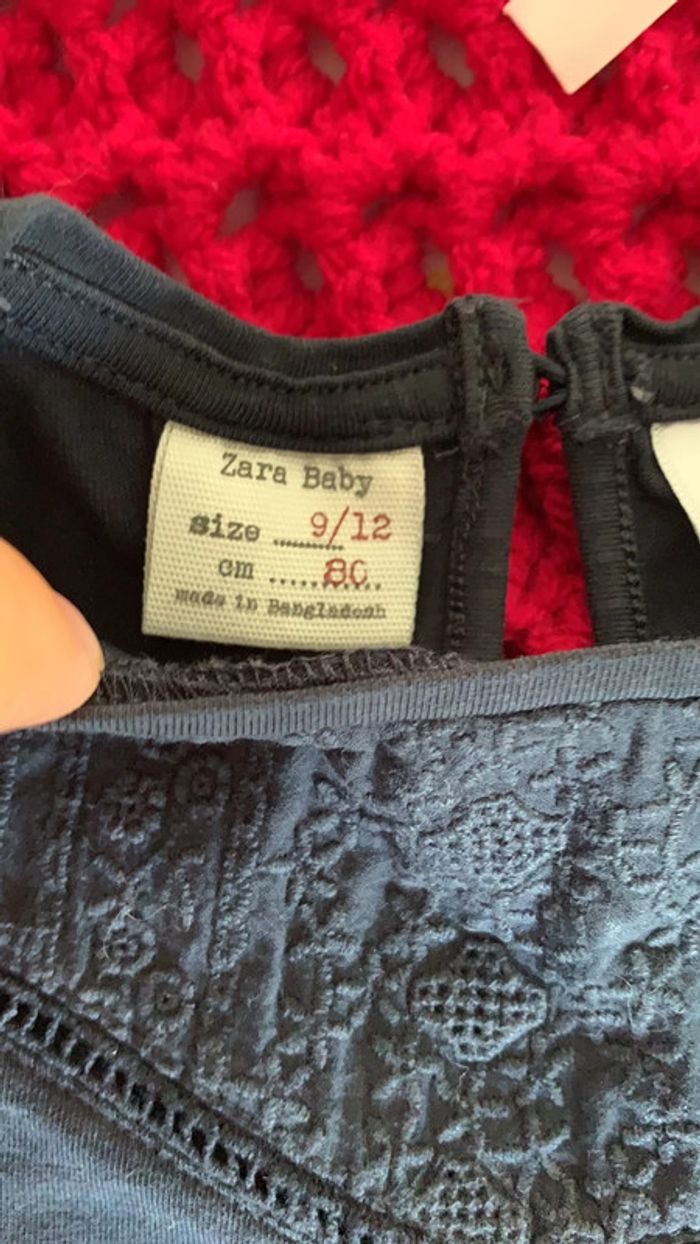 Zara Baby
size .......... 9/12
cm ............ 80
made in Bangladesh